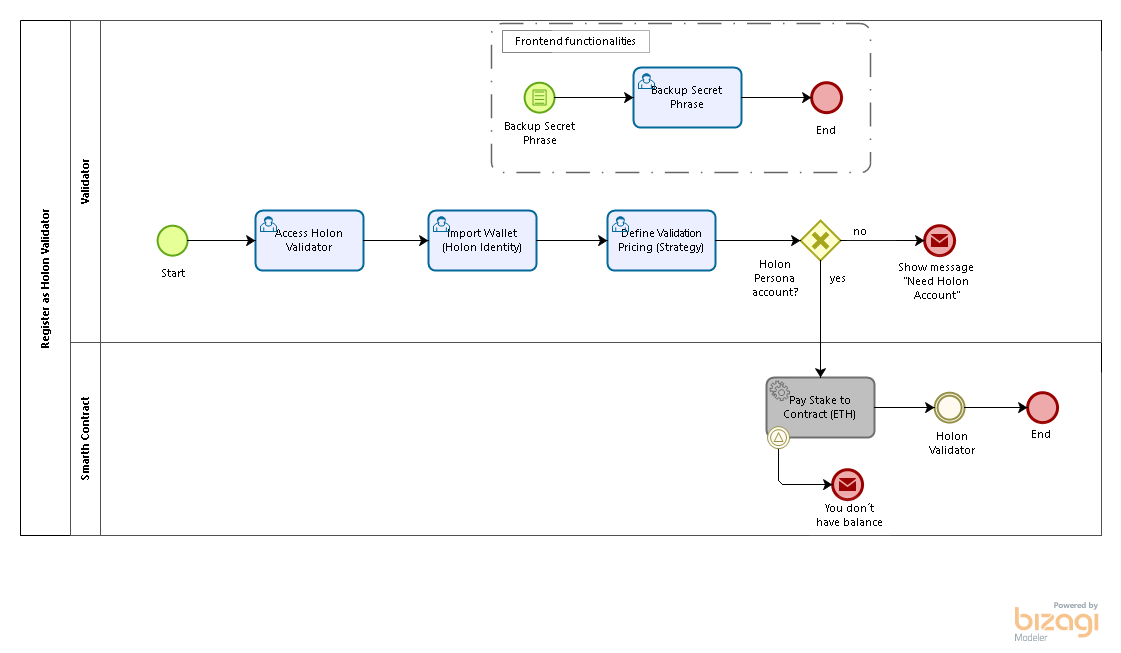 Register as Holon Validator
Validator
Frontend functionalities
Backup Secret
Phrase
Backup Secret
Phrase
End
Start
Access Holon
Validator
Import Wallet
(Holon Identity)
Define Validation
Pricing (Strategy)
Holon
Persona
account?
no
yes
Show message
"Need Holon
Account"
Smarth Contract
Pay Stake to
Contract (ETH)
Holon
Validator
End
You don´t
have balance
Powered by
bizagi
Modeler